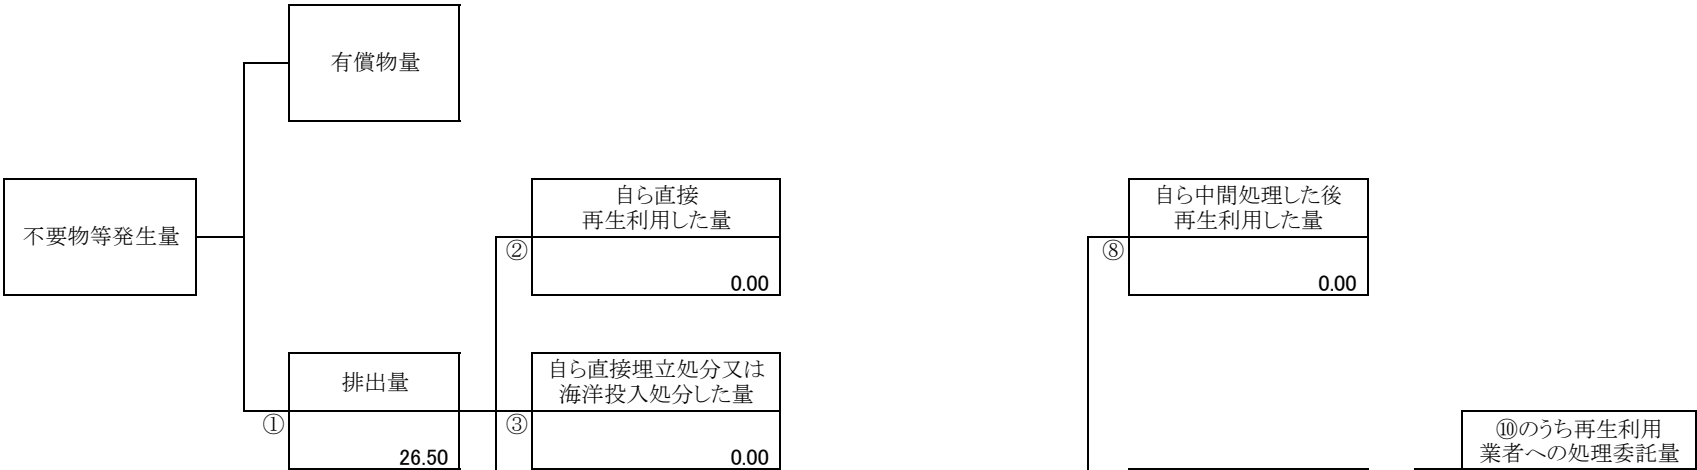 有償物量
不要物等発生量
自ら直接
再生利用した量
②
0.00
自ら中間処理した後
再生利用した量
⑧
0.00
排出量
①
26.50
自ら直接埋立処分又は
海洋投入処分した量
③
0.00
⑩のうち再生利用
業者への処理委託量